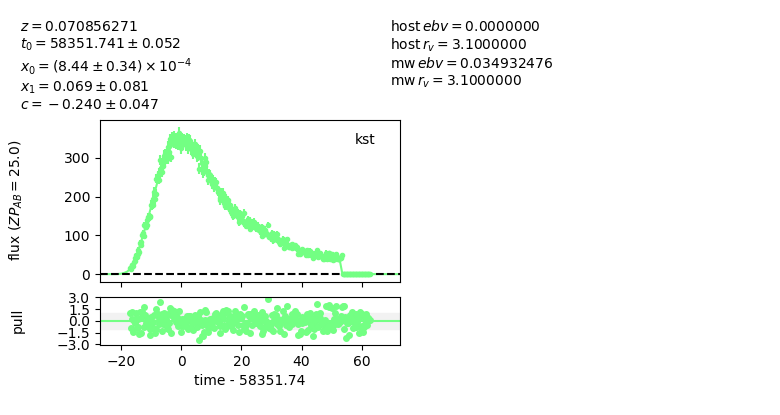 z = 0.070856271
t₀ = 58351.741 ± 0.052
x₀ = (8.44 ± 0.34) × 10⁻⁴
x₁ = 0.069 ± 0.081
c = − 0.240 ± 0.047
host ebv = 0.0000000
host r_v = 3.1000000
mw ebv = 0.034932476
mw r_v = 3.1000000
kst
flux (ZP_AB = 25.0)
300
200
100
0
pull
3.0
1.5
0.0
−1.5
−3.0
−20 0 20 40 60
time - 58351.74